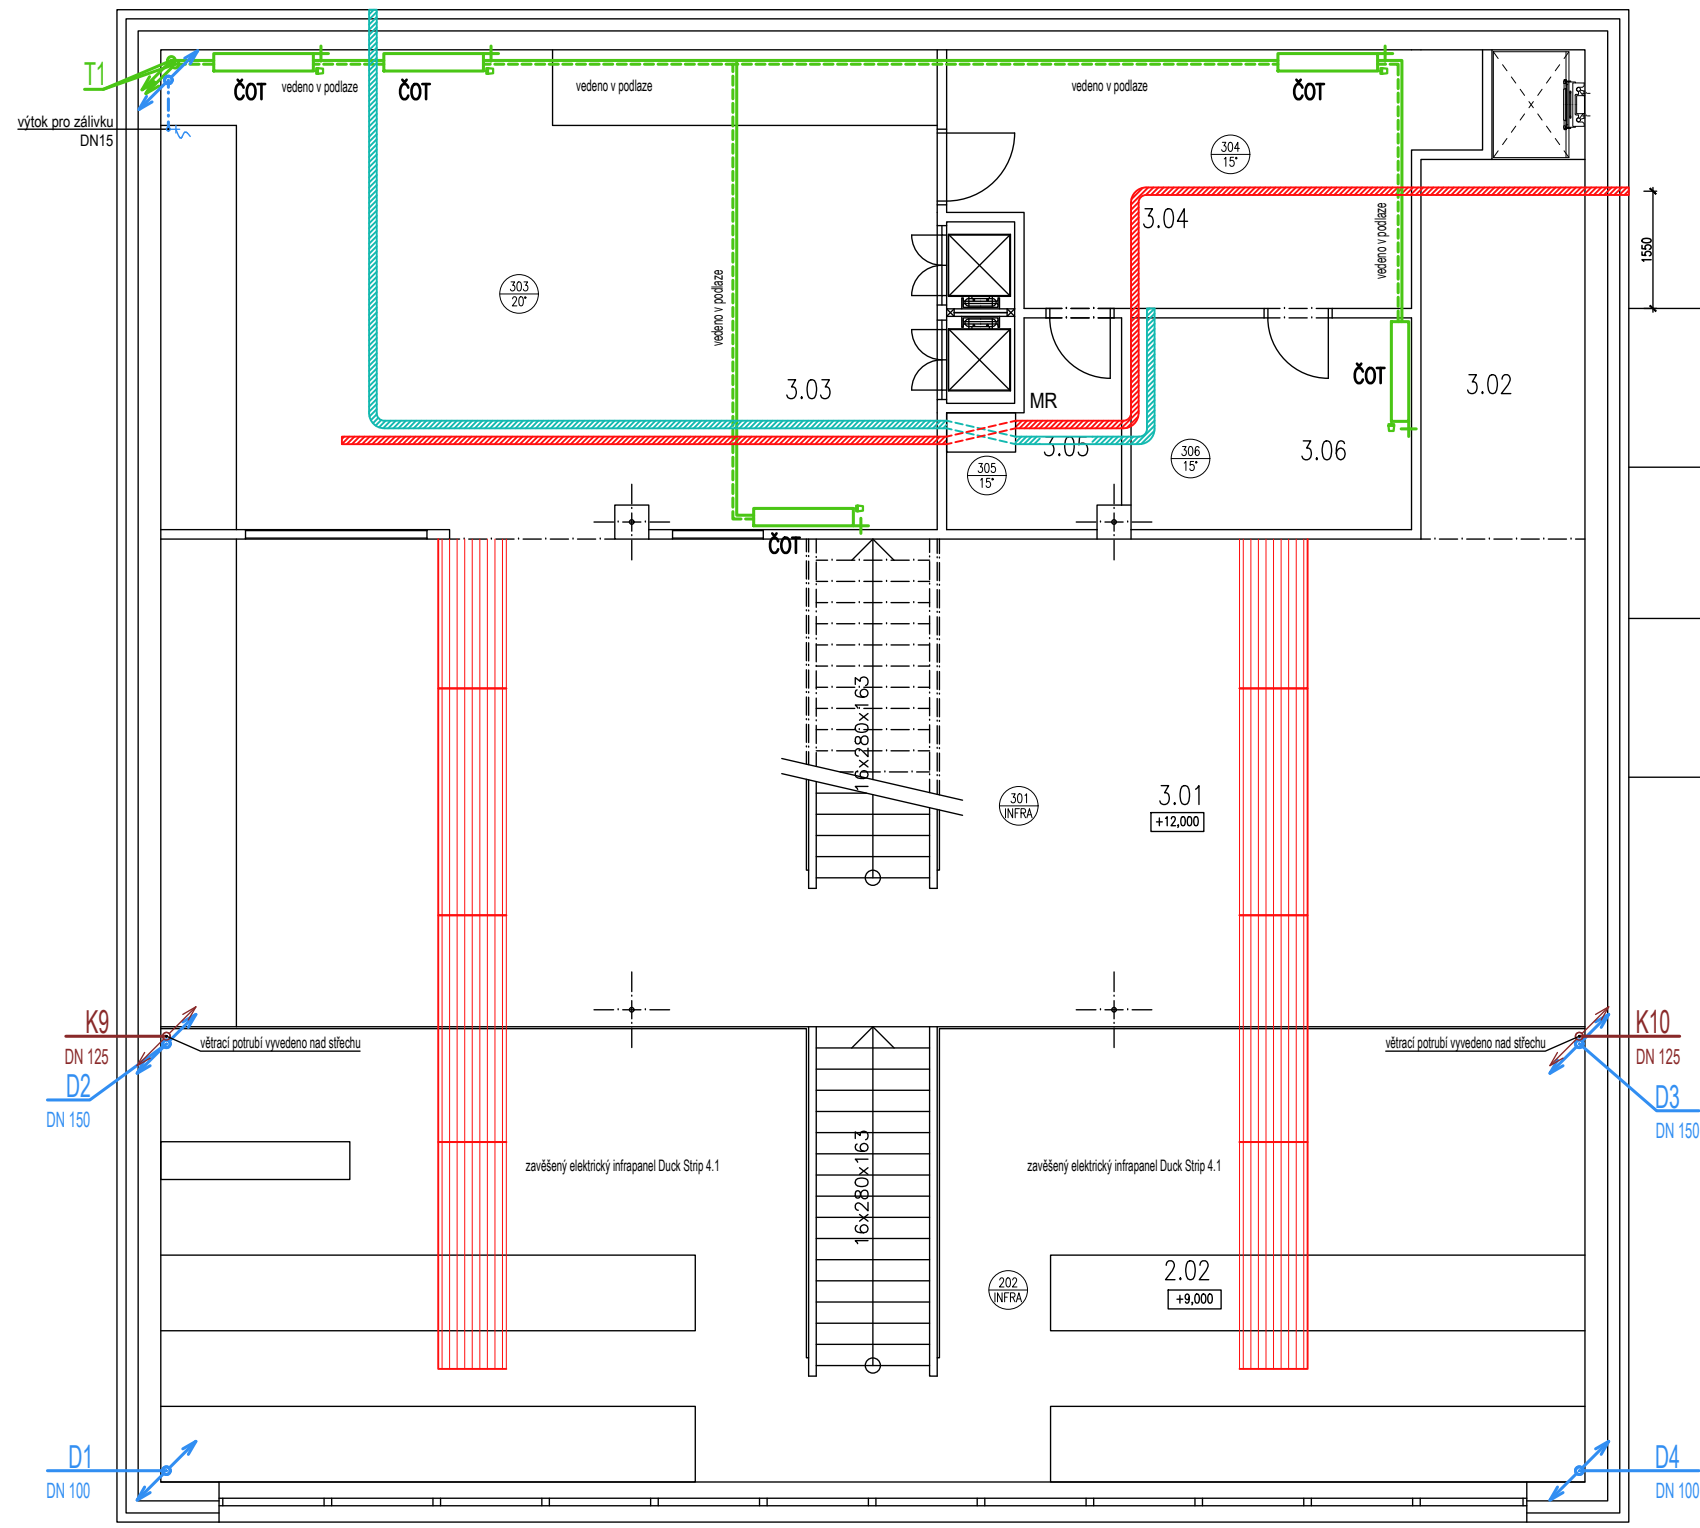 T1
ČOT
vedeno v podlaze
ČOT
vedeno v podlaze
vedeno v podlaze
ČOT
výtok pro zálivku
DN15
304
15°
3.04
vedeno v podlaze
1550
303
20°
vedeno v podlaze
3.03
MR
ČOT
3.02
3.05
305
15°
306
15°
3.06
ČOT
16x280x163
301
INFRA
3.01
+12,000
K9
DN 125
větrací potrubí vyvedeno nad střechu
D2
DN 150
větrací potrubí vyvedeno nad střechu
K10
DN 125
D3
DN 150
zavěšený elektrický infrapanel Duck Strip 4.1
16x280x163
zavěšený elektrický infrapanel Duck Strip 4.1
202
INFRA
2.02
+9,000
D1
DN 100
D4
DN 100